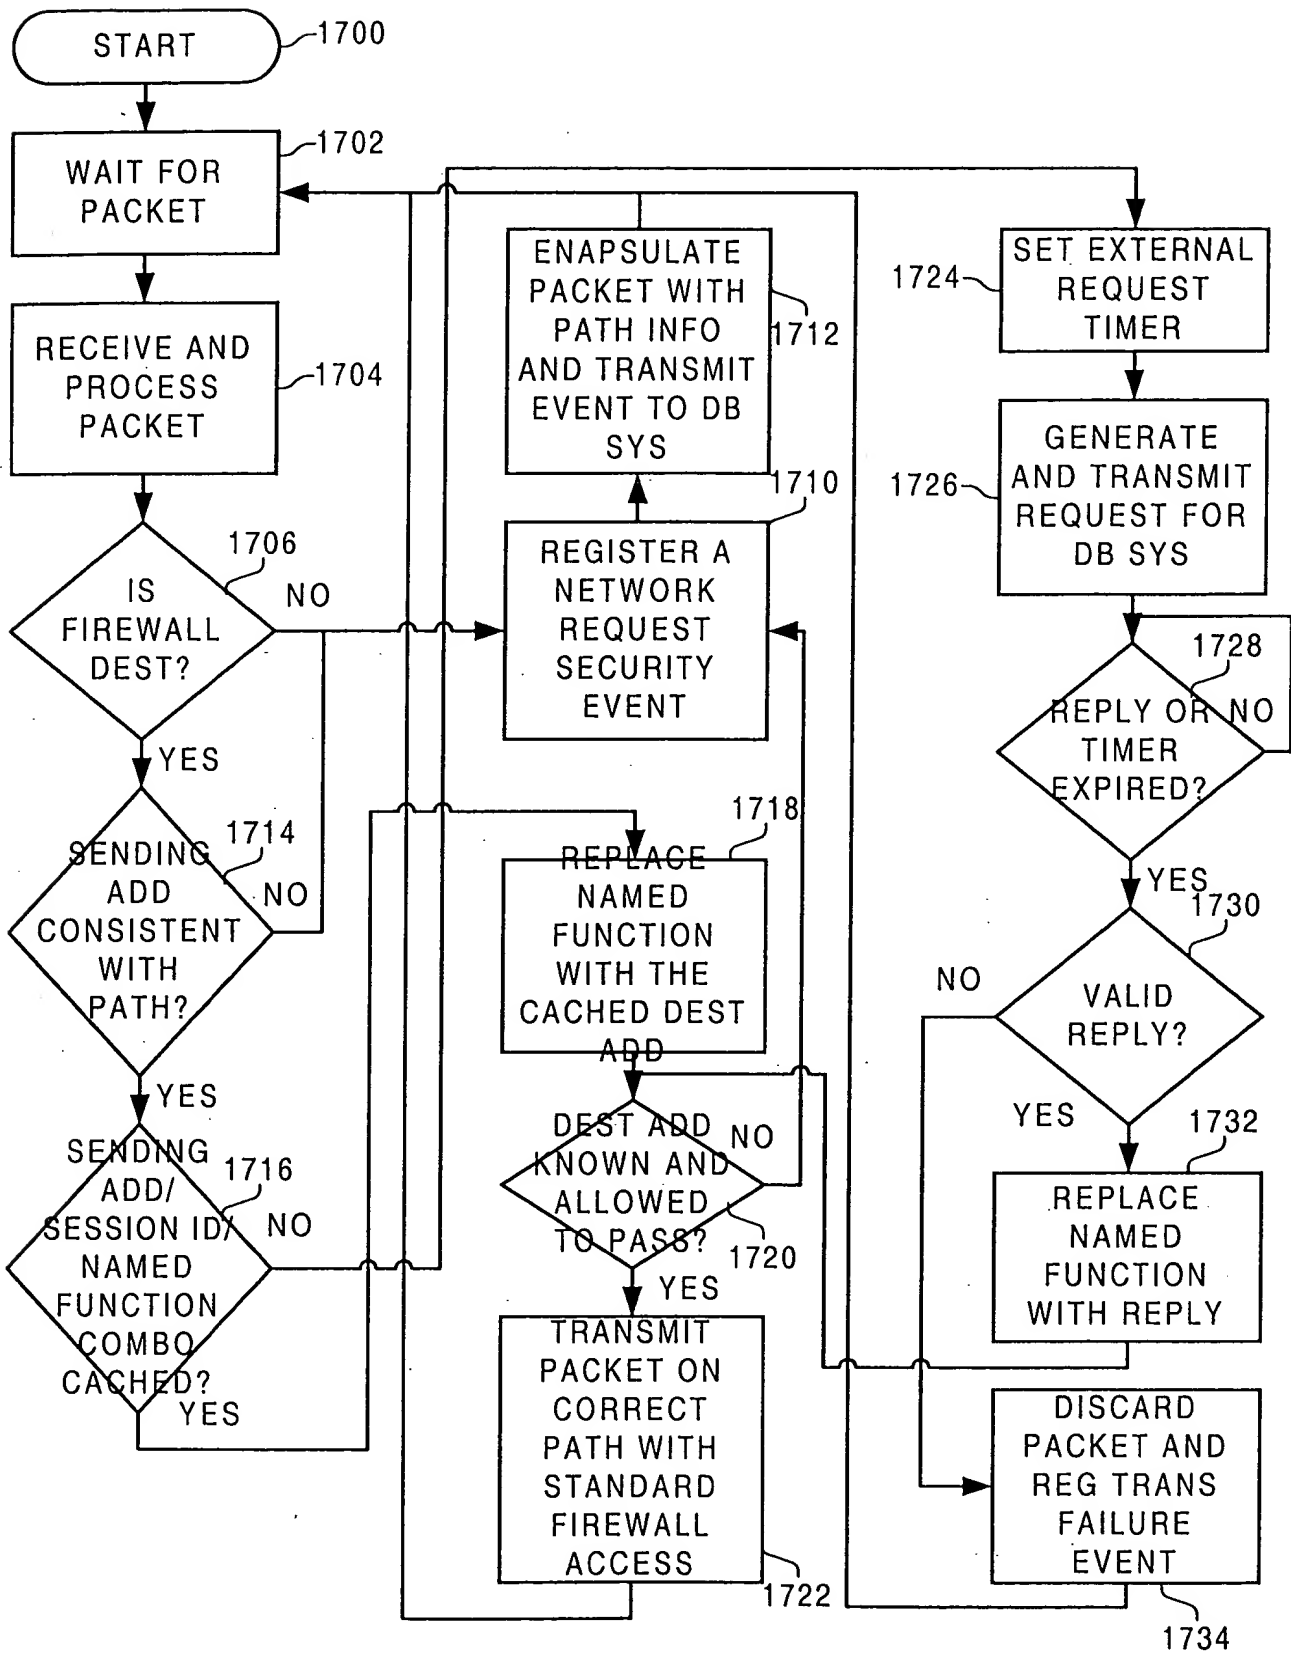 START
1700
WAIT FOR
PACKET
1702
RECEIVE AND
PROCESS
PACKET
1704
IS
FIREWALL
DEST?
1706
NO
YES
SENDING
ADD
CONSISTENT
WITH
PATH?
1714
NO
YES
SENDING
ADD/
SESSION ID/
NAMED
FUNCTION
COMBO
CACHED?
1716
NO
YES
ENAPSULATE
PACKET WITH
PATH INFO
AND TRANSMIT
EVENT TO DB
SYS
1712
REGISTER A
NETWORK
REQUEST
SECURITY
EVENT
1710
REPLACE
NAMED
FUNCTION
WITH THE
CACHED DEST
ADD
1718
DEST ADD
KNOWN AND
ALLOWED
TO PASS?
NO
1720
YES
TRANSMIT
PACKET ON
CORRECT
PATH WITH
STANDARD
FIREWALL
ACCESS
1722
SET EXTERNAL
REQUEST
TIMER
1724
GENERATE
AND TRANSMIT
REQUEST FOR
DB SYS
1726
REPLY OR
TIMER
EXPIRED?
1728
NO
YES
VALID
REPLY?
1730
NO
YES
REPLACE
NAMED
FUNCTION
WITH REPLY
1732
DISCARD
PACKET AND
REG TRANS
FAILURE
EVENT
1734